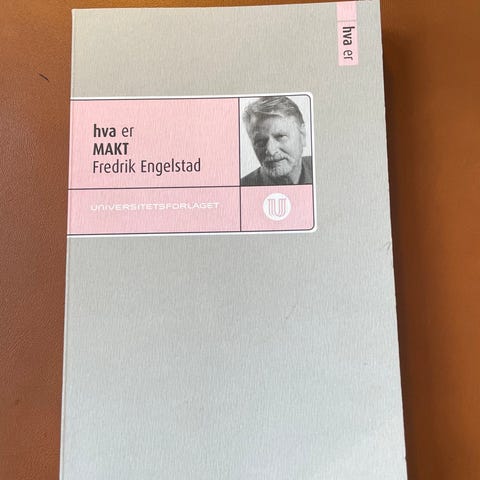 hva er
hva er
MAKT
Fredrik Engelstad
UNIVERSITETSFORLAGET
U